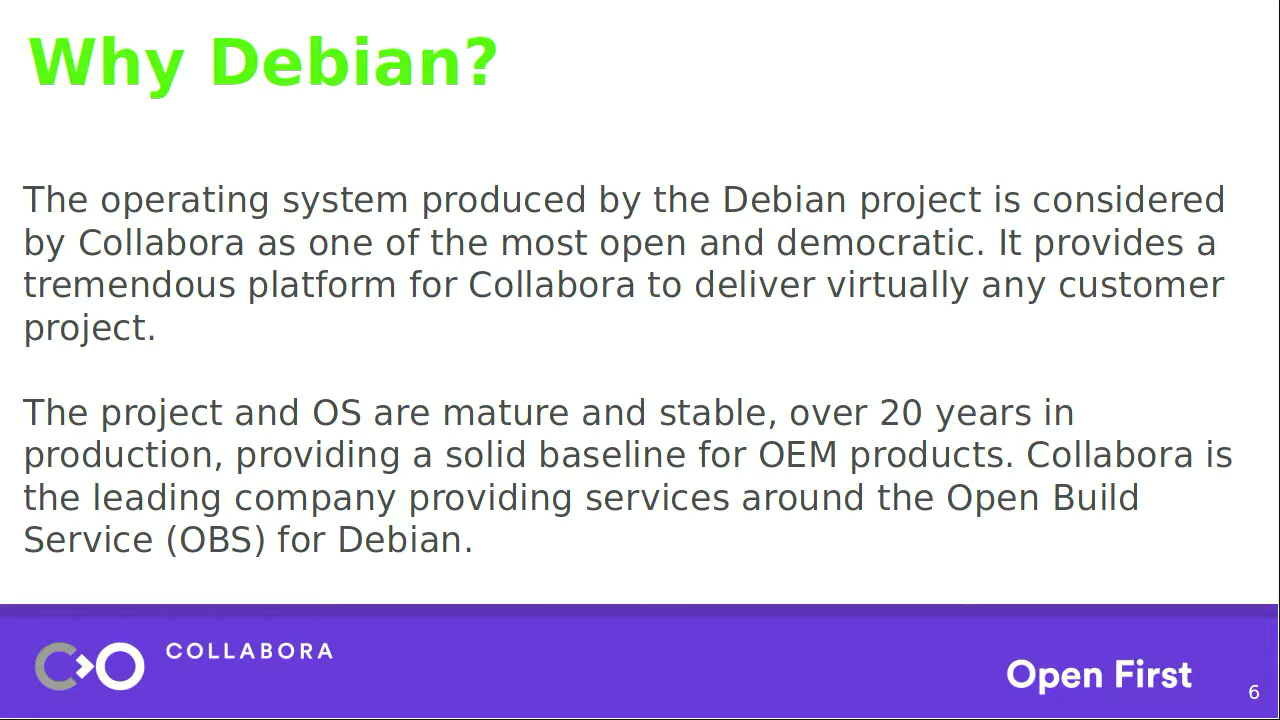 Why Debian?
The operating system produced by the Debian project is considered
by Collabora as one of the most open and democratic. It provides a
tremendous platform for Collabora to deliver virtually any customer
project.
The project and OS are mature and stable, over 20 years in
production, providing a solid baseline for OEM products. Collabora is
the leading company providing services around the Open Build
Service (OBS) for Debian.
COLLABORA
Open First
6